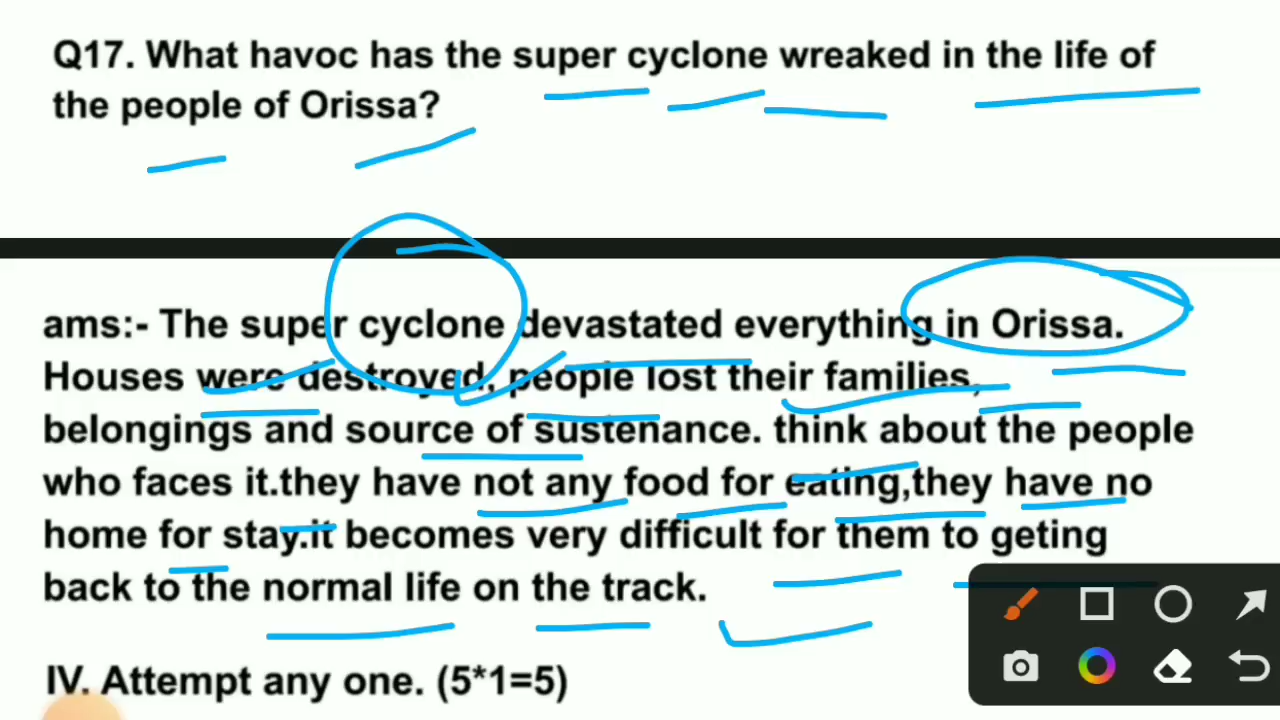 Q17. What havoc has the super cyclone wreaked in the life of
the people of Orissa?
ams:- The super cyclone devastated everything in Orissa.
Houses were destroyed, people lost their families,
belongings and source of sustenance. think about the people
who faces it.they have not any food for eating,they have no
home for stay.it becomes very difficult for them to geting
back to the normal life on the track.
IV. Attempt any one. (5*1=5)